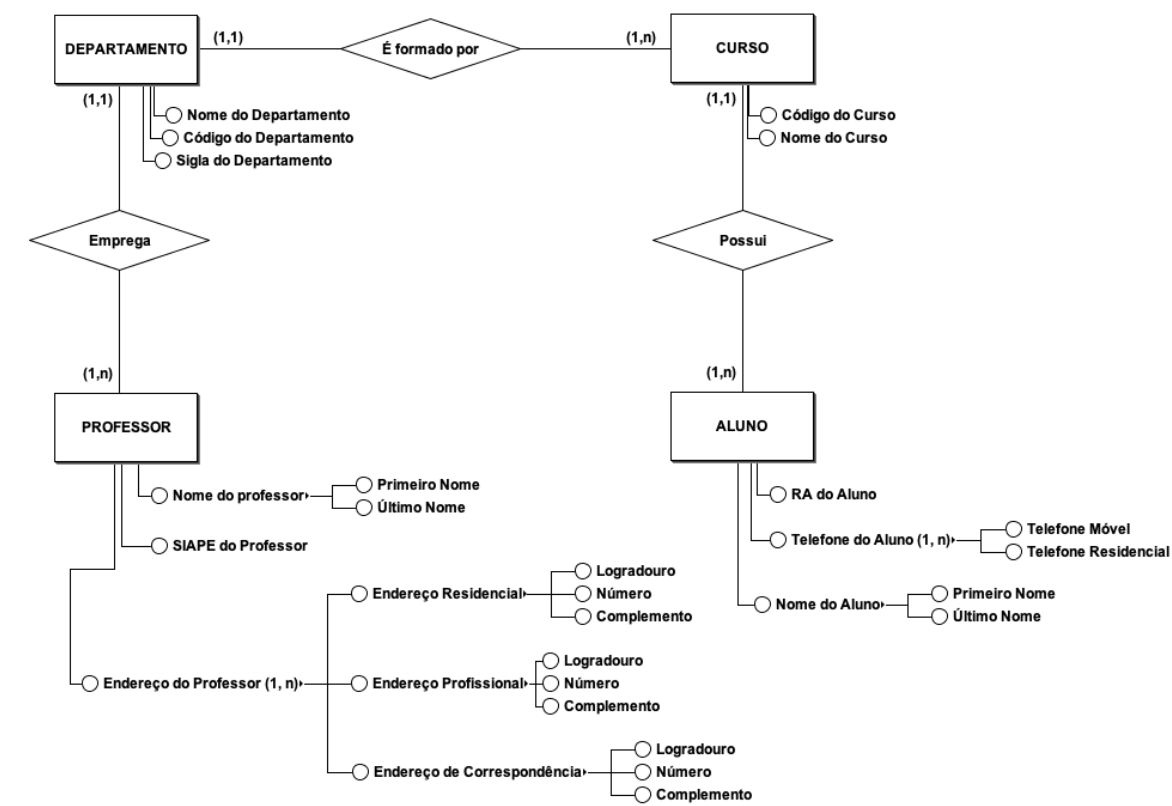 DEPARTAMENTO
(1,1)
É formado por
(1,n)
CURSO
(1,1)
Nome do Departamento
Código do Departamento
Sigla do Departamento
(1,1)
Código do Curso
Nome do Curso
Emprega
Possui
(1,n)
(1,n)
PROFESSOR
ALUNO
Nome do professor
Primeiro Nome
Último Nome
SIAPE do Professor
RA do Aluno
Telefone do Aluno (1, n)
Telefone Móvel
Telefone Residencial
Nome do Aluno
Primeiro Nome
Último Nome
Endereço do Professor (1, n)
Endereço Residencial
Logradouro
Número
Complemento
Endereço Profissional
Logradouro
Número
Complemento
Endereço de Correspondência
Logradouro
Número
Complemento